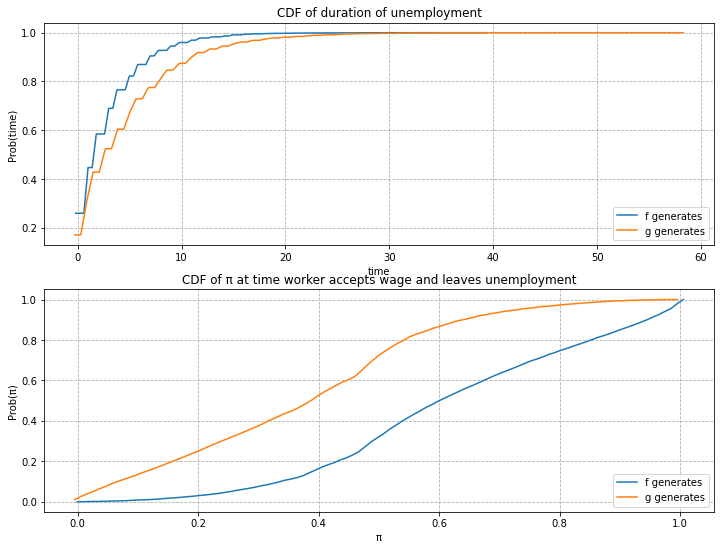 CDF of duration of unemployment
Prob(time)
1.0
0.8
0.6
0.4
0.2
0
10
20
30
40
50
60
time
f generates
g generates
CDF of π at time worker accepts wage and leaves unemployment
Prob(π)
1.0
0.8
0.6
0.4
0.2
0.0
0.0
0.2
0.4
0.6
0.8
1.0
π
f generates
g generates